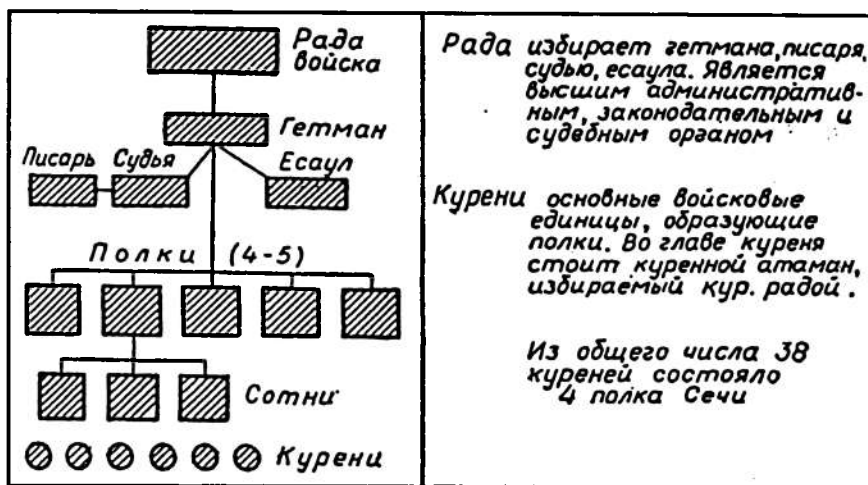 Рада
войска
Гетман
Писарь Судья Есаул
Полки (4-5)
Сотни
Курени
Рада избирает гетмана, писаря,
судью, есаула. Является
высшим административ-
ным, законодательным и
судебным органом
Курени основные войсковые
единицы, образующие
полки. Во главе куреня
стоит куренной атаман,
избираемый кур. радой.
Из общего числа 38
куреней состояло
4 полка Сечи